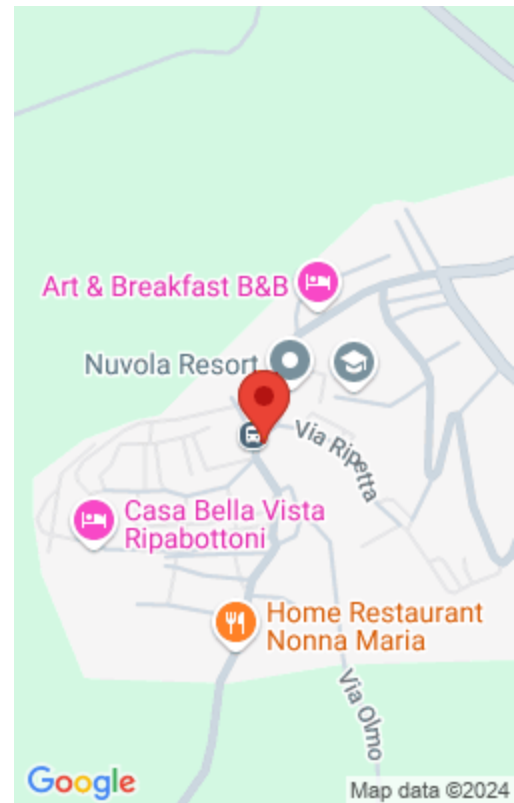 Art & Breakfast B&B
Nuvola Resort
Via Ripetta
Casa Bella Vista
Ripabottoni
Home Restaurant
Nonna Maria
Via Olmo
Google
Map data ©2024